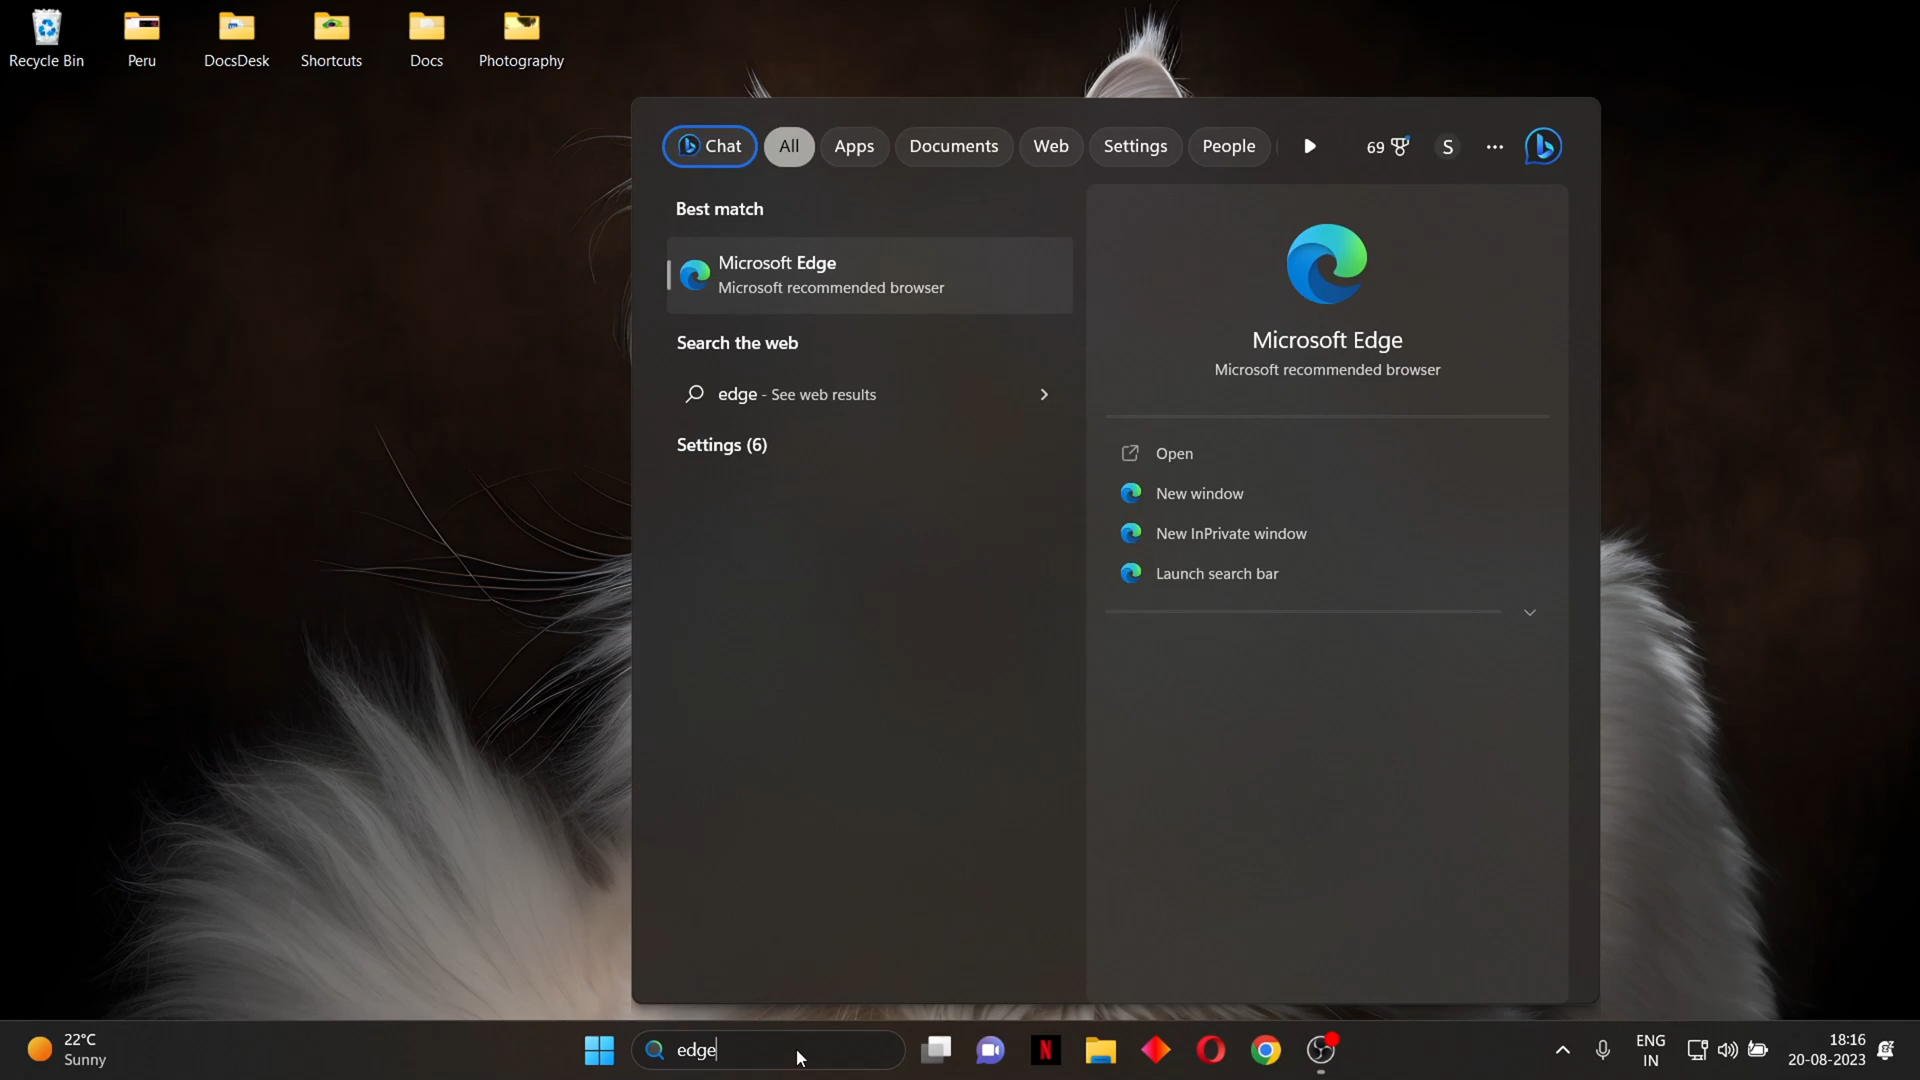 Recycle Bin
Peru
DocsDesk
Shortcuts
Docs
Photography
Chat
All
Apps
Documents
Web
Settings
People
69
S
Best match
Microsoft Edge
Microsoft recommended browser
Search the web
edge - See web results
Settings (6)
Microsoft Edge
Microsoft recommended browser
Open
New window
New InPrivate window
Launch search bar
22°C
Sunny
edge
N
ENG
IN
18:16
20-08-2023